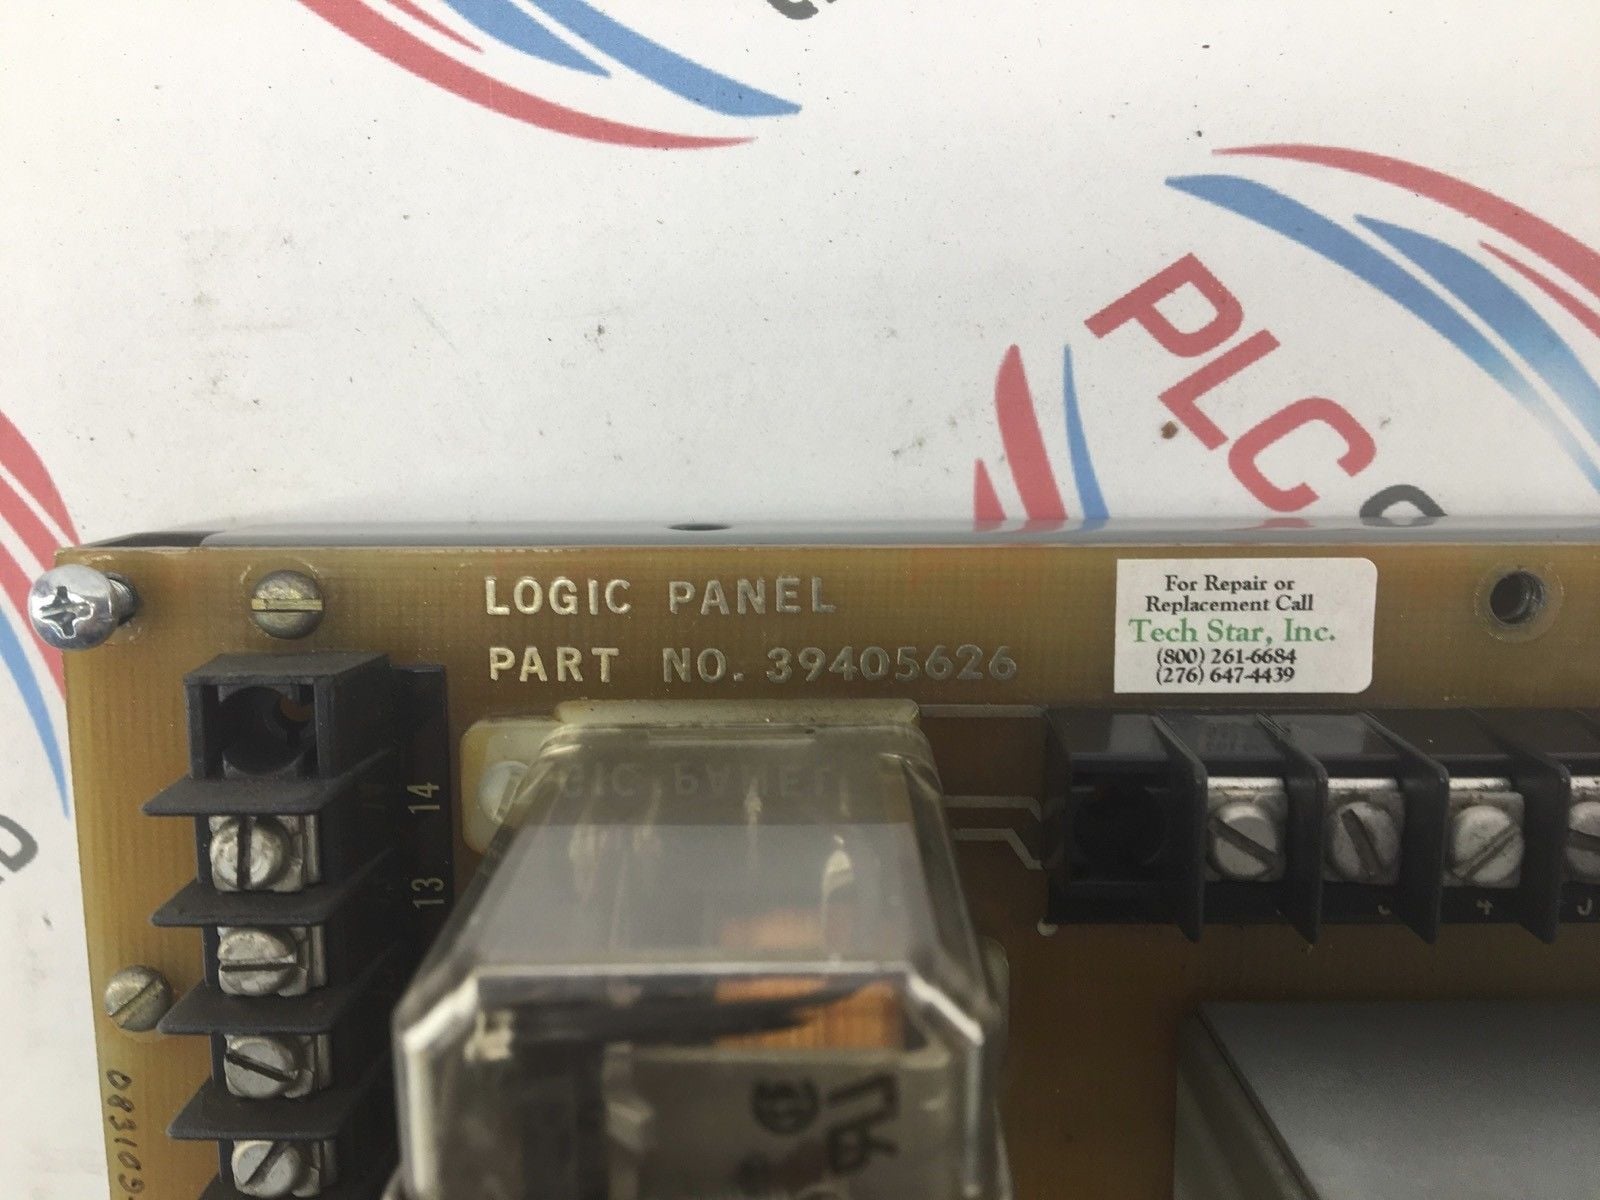 PLC
LOGIC PANEL
PART NO. 39405626
For Repair or
Replacement Call
Tech Star, Inc.
(800) 261-6684
(276) 647-4439
14
13
4